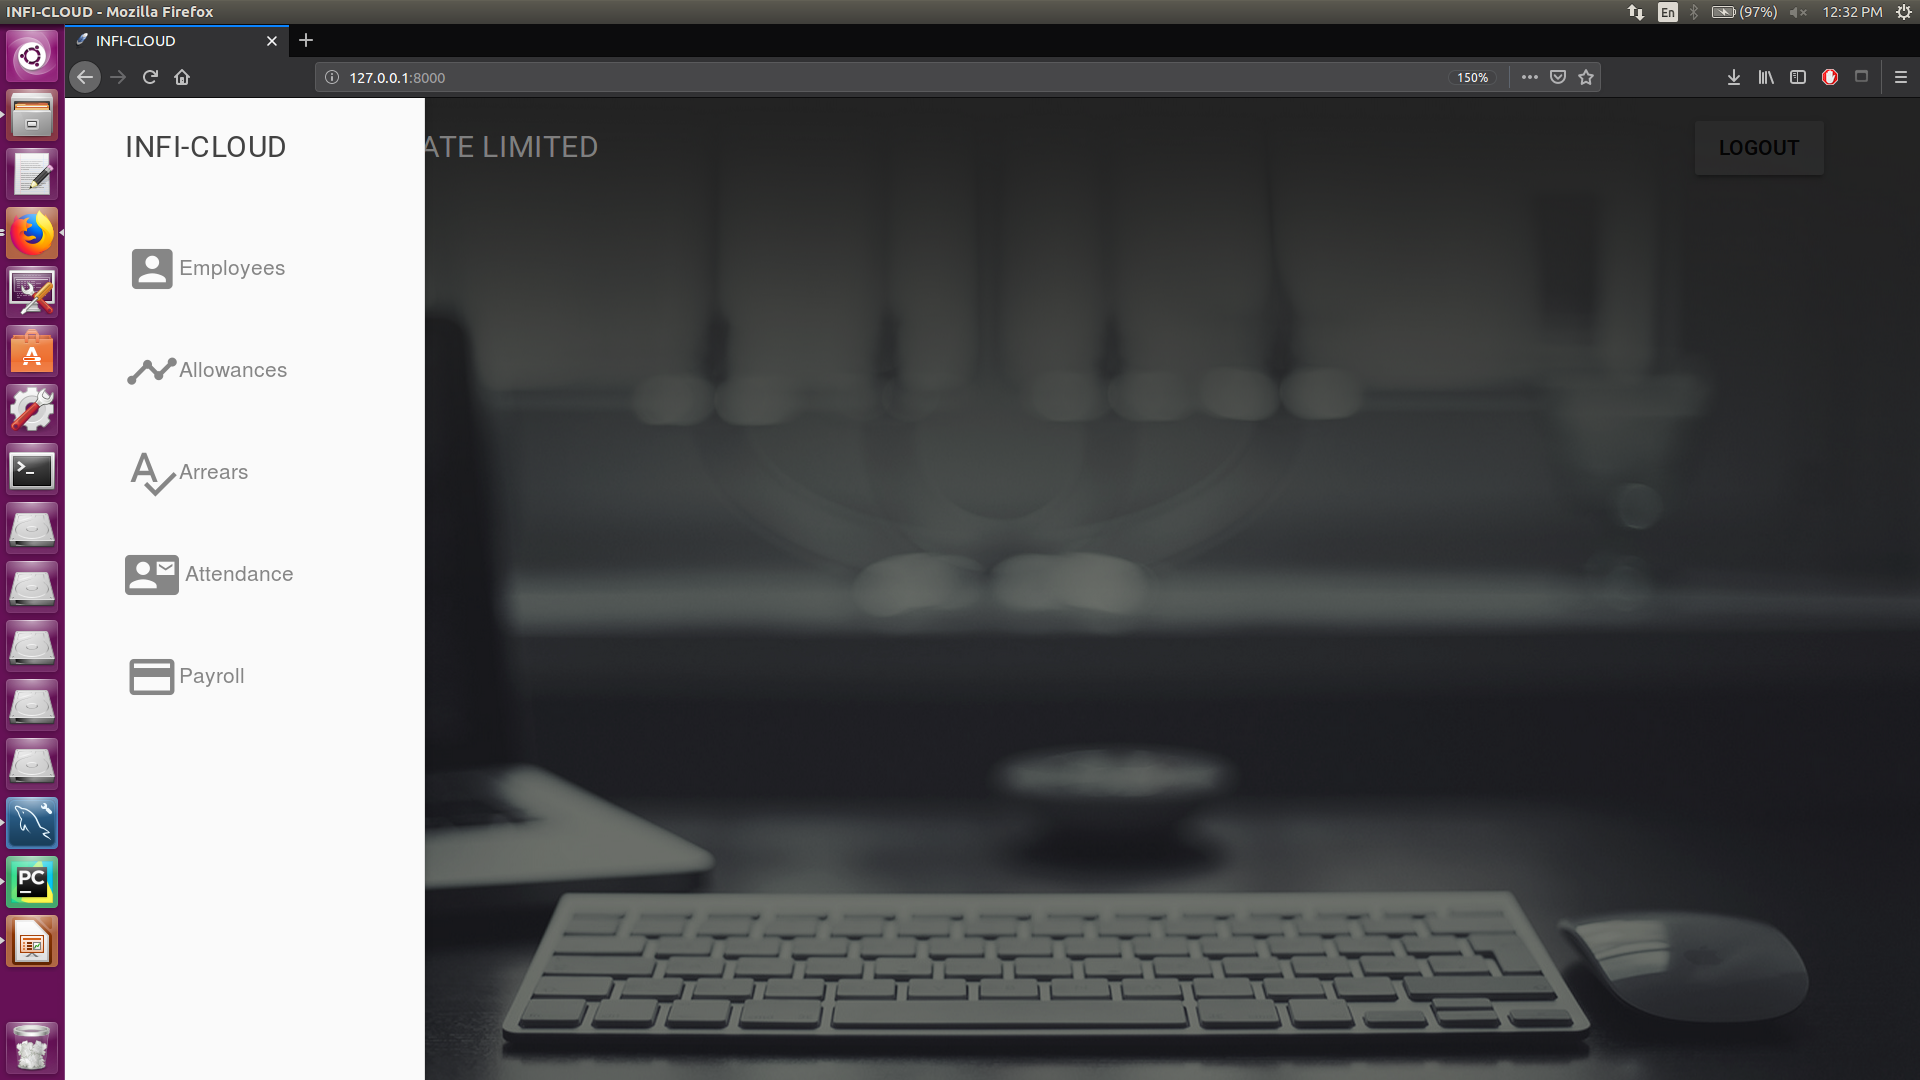 INFI-CLOUD - Mozilla Firefox
En
(97%)
12:32 PM
INFI-CLOUD
127.0.0.1:8000
150%
INFI-CLOUD
ATE LIMITED
LOGOUT
Employees
Allowances
Arrears
Attendance
Payroll
PC